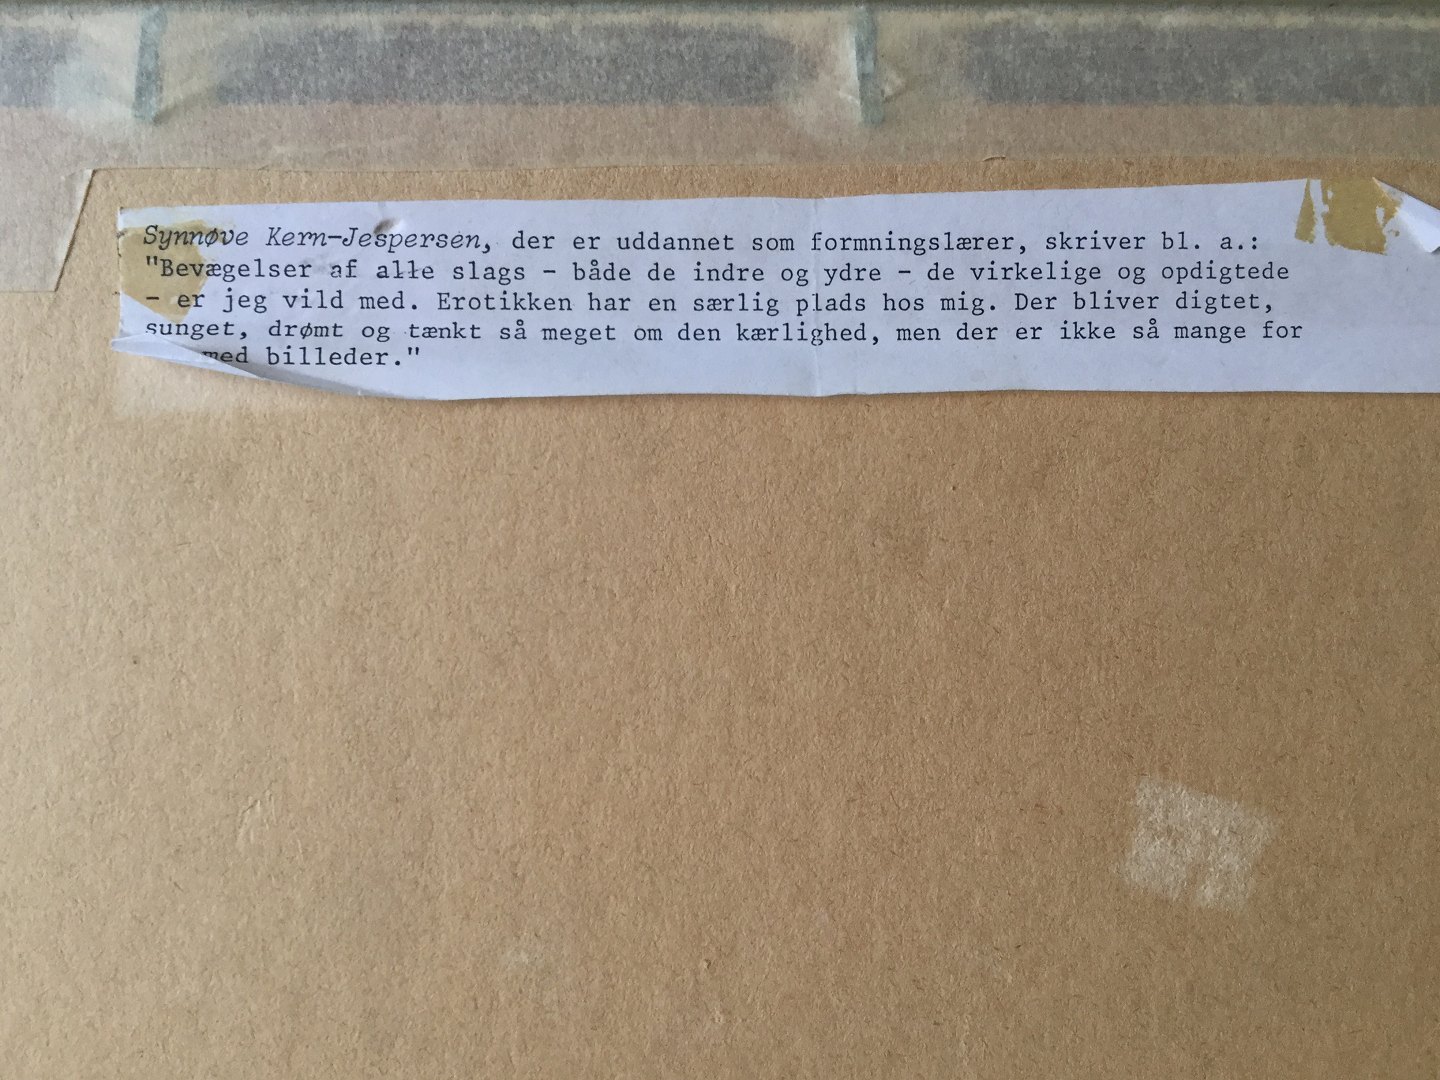 Synnøve Kern-Jespersen, der er uddannet som formningslærer, skriver bl. a.:
"Bevægelser af alle slags - både de indre og ydre - de virkelige og opdigtede
- er jeg vild med. Erotikken har en særlig plads hos mig. Der bliver digtet,
sunget, drømt og tænkt så meget om den kærlighed, men der er ikke så mange for
med billeder."